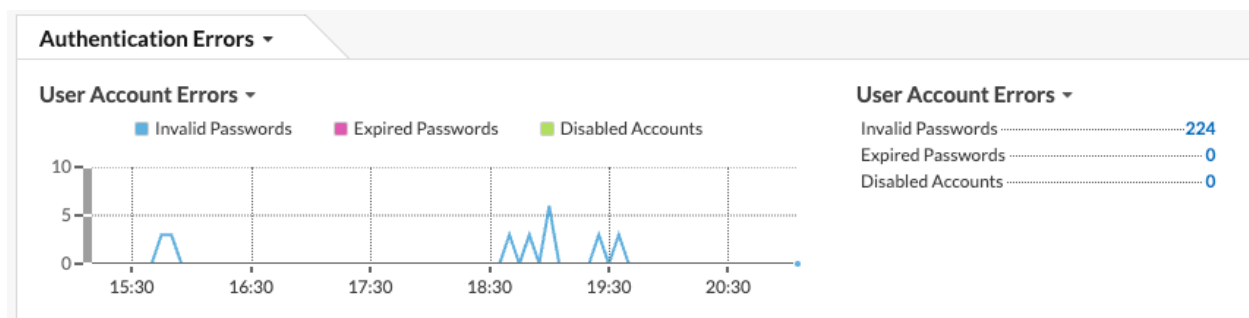 Authentication Errors
User Account Errors
Invalid Passwords Expired Passwords Disabled Accounts
10
5
0
15:30 16:30 17:30 18:30 19:30 20:30
User Account Errors
Invalid Passwords 224
Expired Passwords 0
Disabled Accounts 0